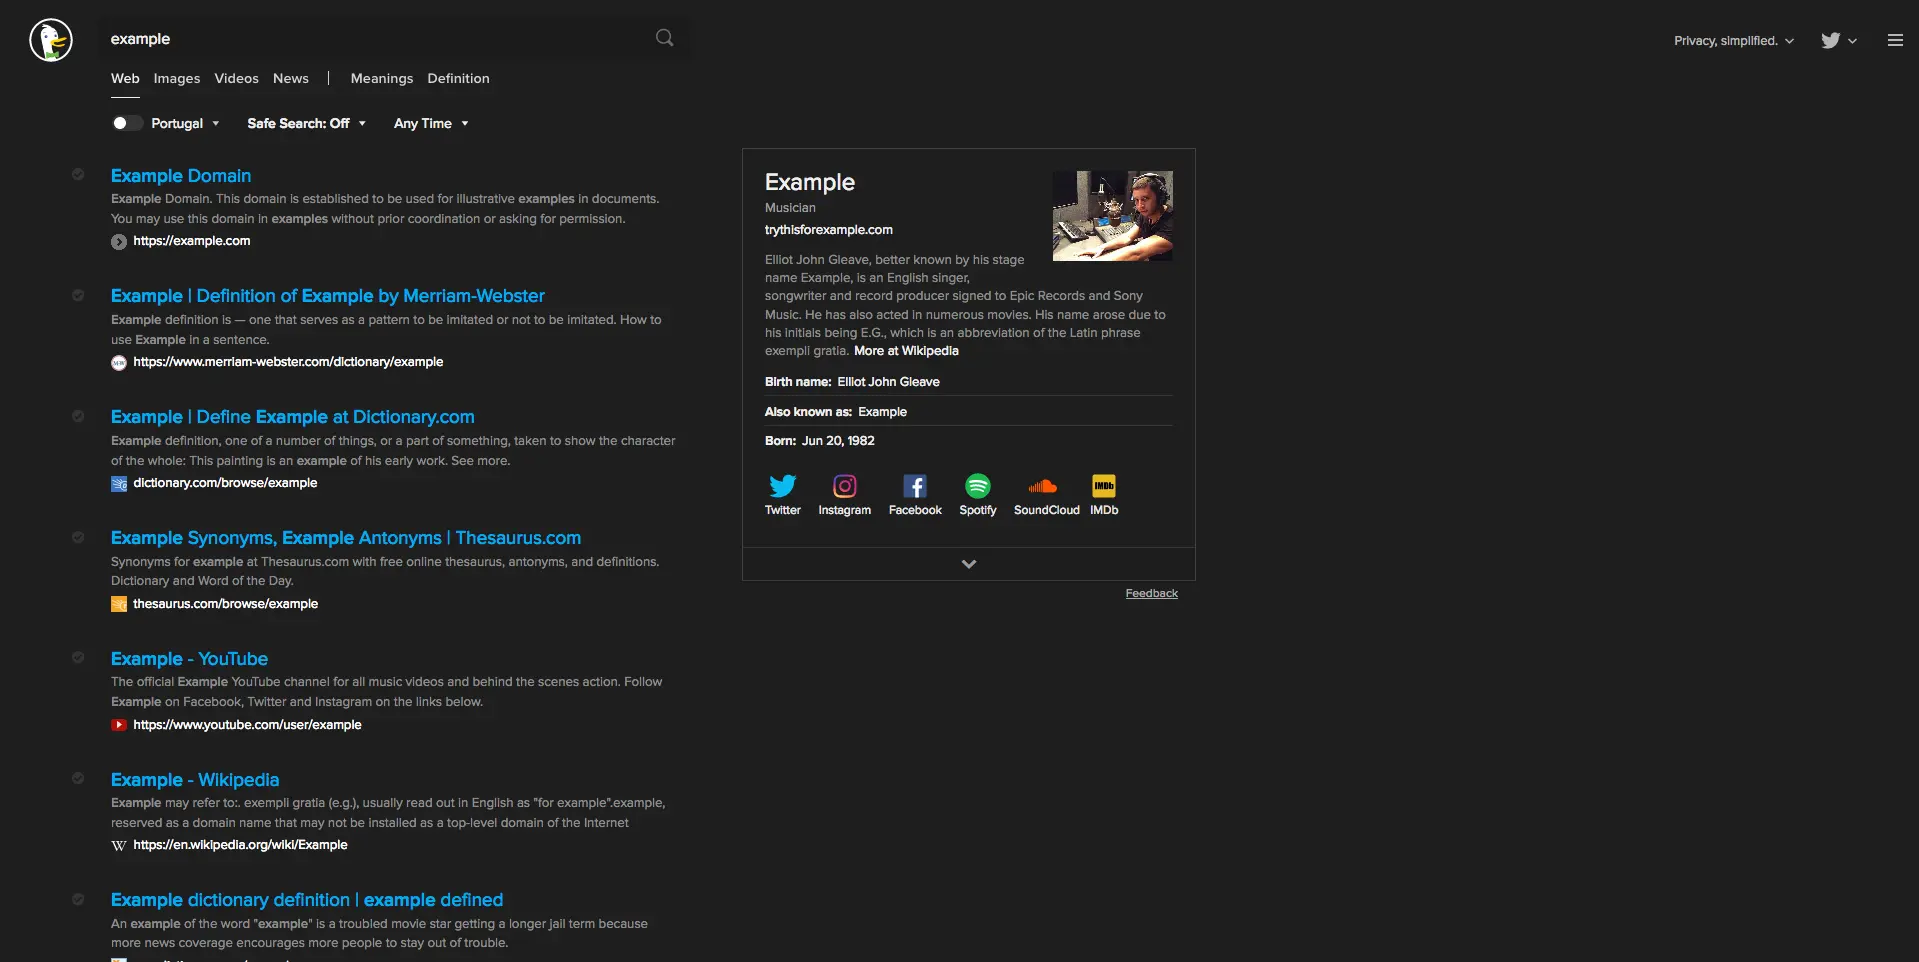 example
Privacy, simplified.
Web Images Videos News | Meanings Definition
Portugal Safe Search: Off Any Time
Example Domain
Example Domain. This domain is established to be used for illustrative examples in documents.
You may use this domain in examples without prior coordination or asking for permission.
https://example.com
Example | Definition of Example by Merriam-Webster
Example definition is — one that serves as a pattern to be imitated or not to be imitated. How to
use Example in a sentence.
https://www.merriam-webster.com/dictionary/example
Example | Define Example at Dictionary.com
Example definition, one of a number of things, or a part of something, taken to show the character
of the whole: This painting is an example of his early work. See more.
dictionary.com/browse/example
Example Synonyms, Example Antonyms | Thesaurus.com
Synonyms for example at Thesaurus.com with free online thesaurus, antonyms, and definitions.
Dictionary and Word of the Day.
thesaurus.com/browse/example
Example - YouTube
The official Example YouTube channel for all music videos and behind the scenes action. Follow
Example on Facebook, Twitter and Instagram on the links below.
https://www.youtube.com/user/example
Example - Wikipedia
Example may refer to:. exempli gratia (e.g.), usually read out in English as "for example".example,
reserved as a domain name that may not be installed as a top-level domain of the Internet
W https://en.wikipedia.org/wiki/Example
Example dictionary definition | example defined
An example of the word "example" is a troubled movie star getting a longer jail term because
more news coverage encourages more people to stay out of trouble.
Example
Musician
trythisforexample.com
Elliot John Gleave, better known by his stage
name Example, is an English singer,
songwriter and record producer signed to Epic Records and Sony
Music. He has also acted in numerous movies. His name arose due to
his initials being E.G., which is an abbreviation of the Latin phrase
exempli gratia. More at Wikipedia
Birth name: Elliot John Gleave
Also known as: Example
Born: Jun 20, 1982
IMDb
Twitter Instagram Facebook Spotify SoundCloud IMDb
Feedback